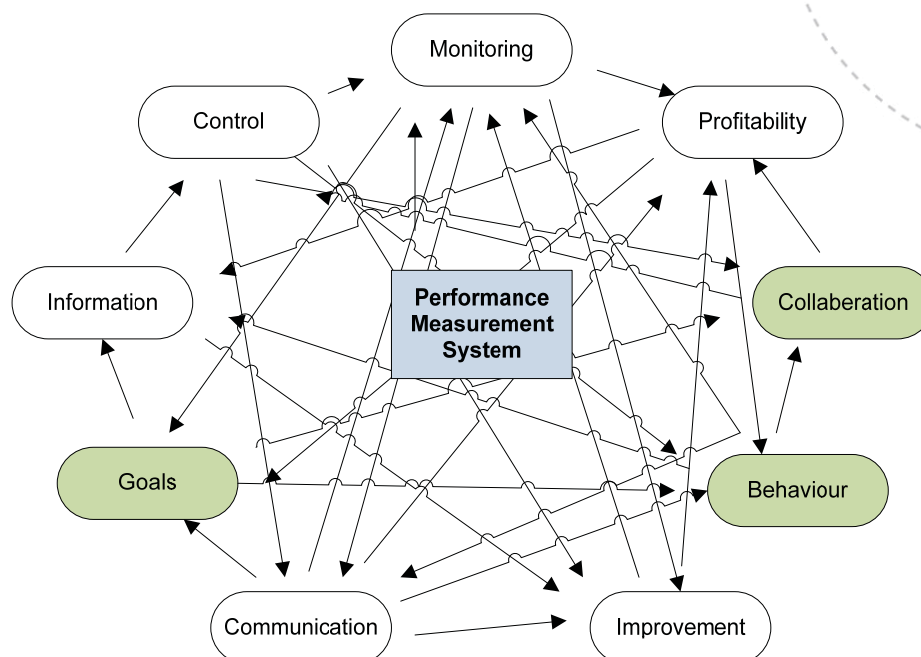 Monitoring
Control
Profitability
Information
Performance
Measurement
System
Collaberation
Goals
Behaviour
Communication
Improvement